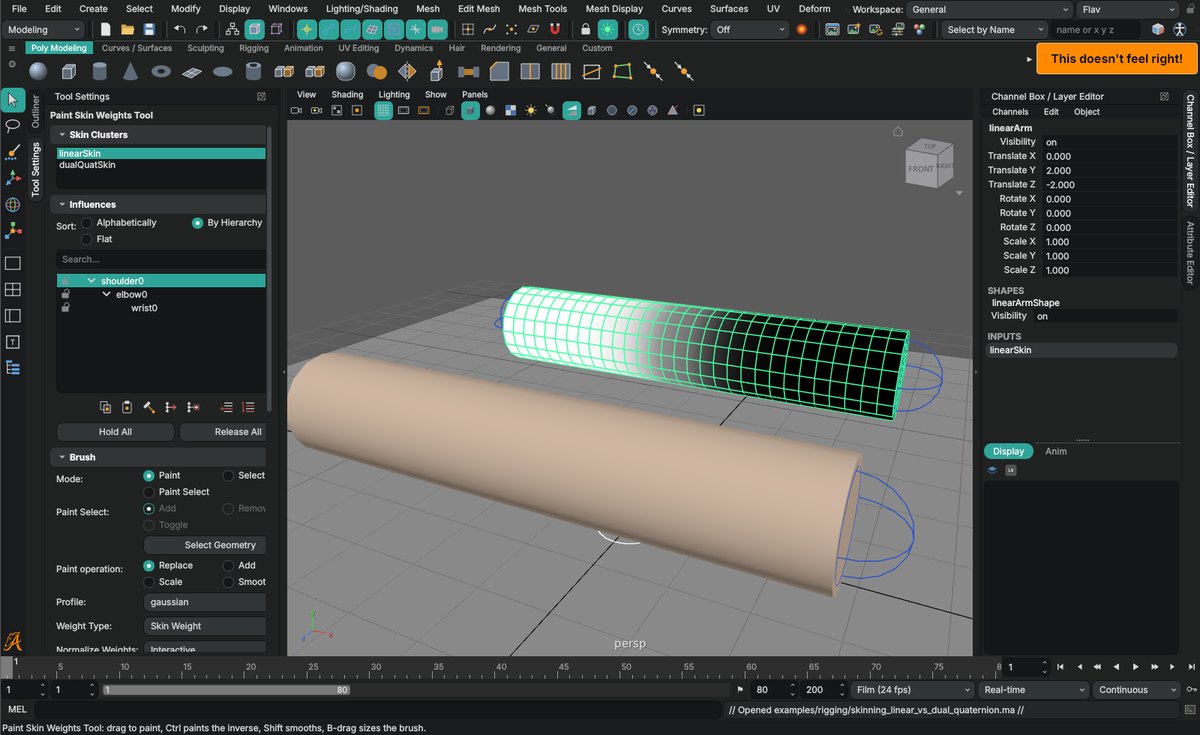 File Edit Create Select Modify Display Windows Lighting/Shading Mesh Edit Mesh Mesh Tools Mesh Display Curves Surfaces UV Deform Workspace: General Flav
Modeling Symmetry: Off Select by Name name or x y z
Poly Modeling Curves / Surfaces Sculpting Rigging Animation UV Editing Dynamics Hair Rendering General Custom
This doesn't feel right!
Outliner
Tool Settings
Tool Settings
Paint Skin Weights Tool
Skin Clusters
linearSkin
dualQuatSkin
Influences
Sort: Alphabetically By Hierarchy
Flat
Search...
shoulder0
elbow0
wrist0
Hold All Release All
Brush
Mode: Paint Select
Paint Select
Paint Select: Add Remov
Toggle
Select Geometry
Paint operation: Replace Add
Scale Smoot
Profile: gaussian
Weight Type: Skin Weight
Normalize Weights: Interactive
View Shading Lighting Show Panels
TOP
FRONT RIGHT
persp
y
z x
Channel Box / Layer Editor
Channels Edit Object
linearArm
Visibility on
Translate X 0.000
Translate Y 2.000
Translate Z -2.000
Rotate X 0.000
Rotate Y 0.000
Rotate Z 0.000
Scale X 1.000
Scale Y 1.000
Scale Z 1.000
SHAPES
linearArmShape
Visibility on
INPUTS
linearSkin
Display Anim
Channel Box / Layer Editor
Attribute Editor
1 5 10 15 20 25 30 35 40 45 50 55 60 65 70 75 8 1
1 1 1 80 80 200 Film (24 fps) Real-time Continuous
MEL // Opened examples/rigging/skinning_linear_vs_dual_quaternion.ma //
Paint Skin Weights Tool: drag to paint, Ctrl paints the inverse, Shift smooths, B-drag sizes the brush.